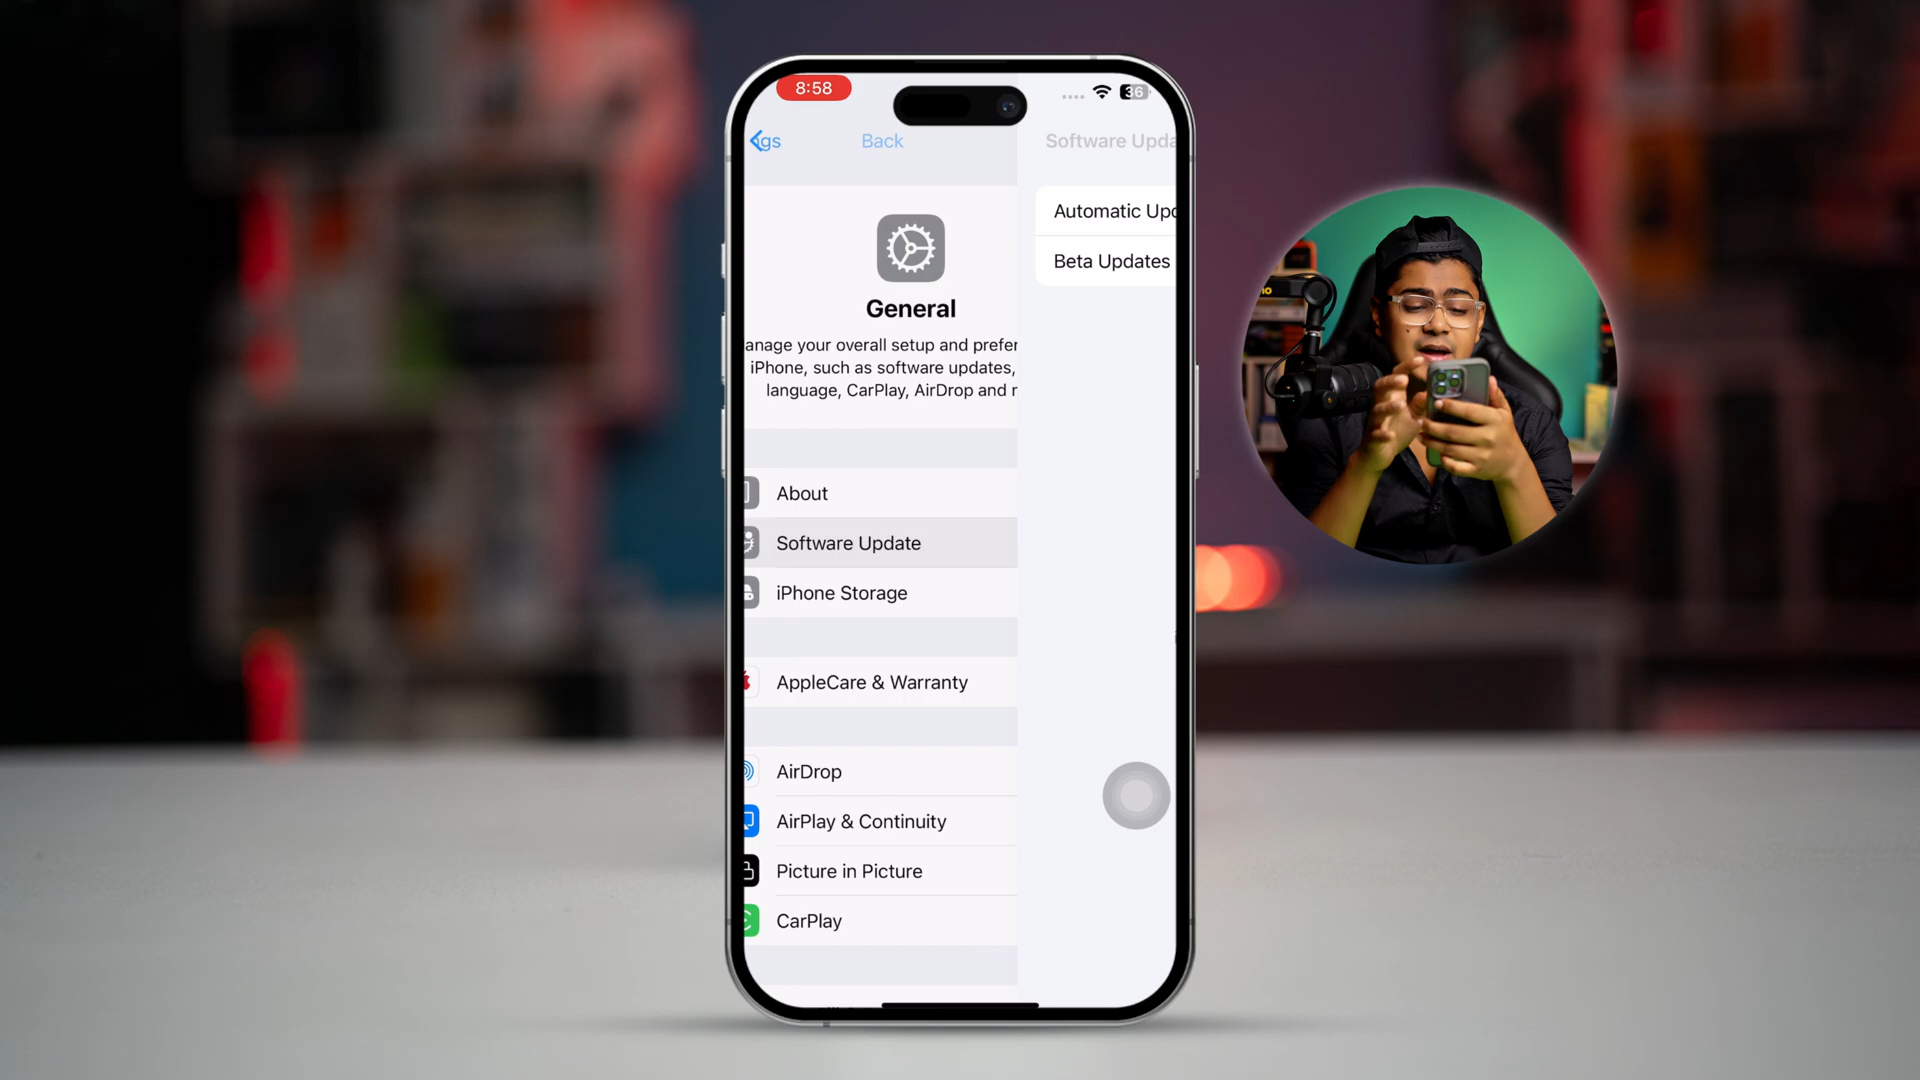 8:58
36
gs
Back
Software Upda
General
anage your overall setup and prefer
iPhone, such as software updates,
language, CarPlay, AirDrop and r
Automatic Upd
Beta Updates
About
Software Update
iPhone Storage
AppleCare & Warranty
AirDrop
AirPlay & Continuity
Picture in Picture
CarPlay